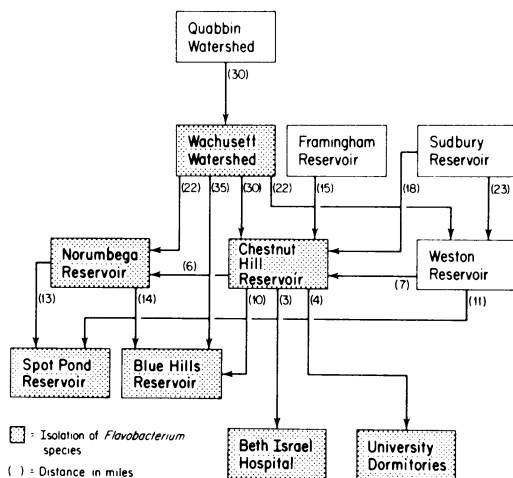 Quabbin
Watershed
(30)
Wachusett
Watershed
Framingham
Reservoir
Sudbury
Reservoir
(22)
(35)
(30)
(22)
(15)
(18)
(23)
Norumbega
Reservoir
(6)
Chestnut
Hill
Reservoir
(7)
Weston
Reservoir
(13)
(14)
(10)
(3)
(4)
(11)
Spot Pond
Reservoir
Blue Hills
Reservoir
= Isolation of Flavobacterium
species
( ) = Distance in miles
Beth Israel
Hospital
University
Dormitories